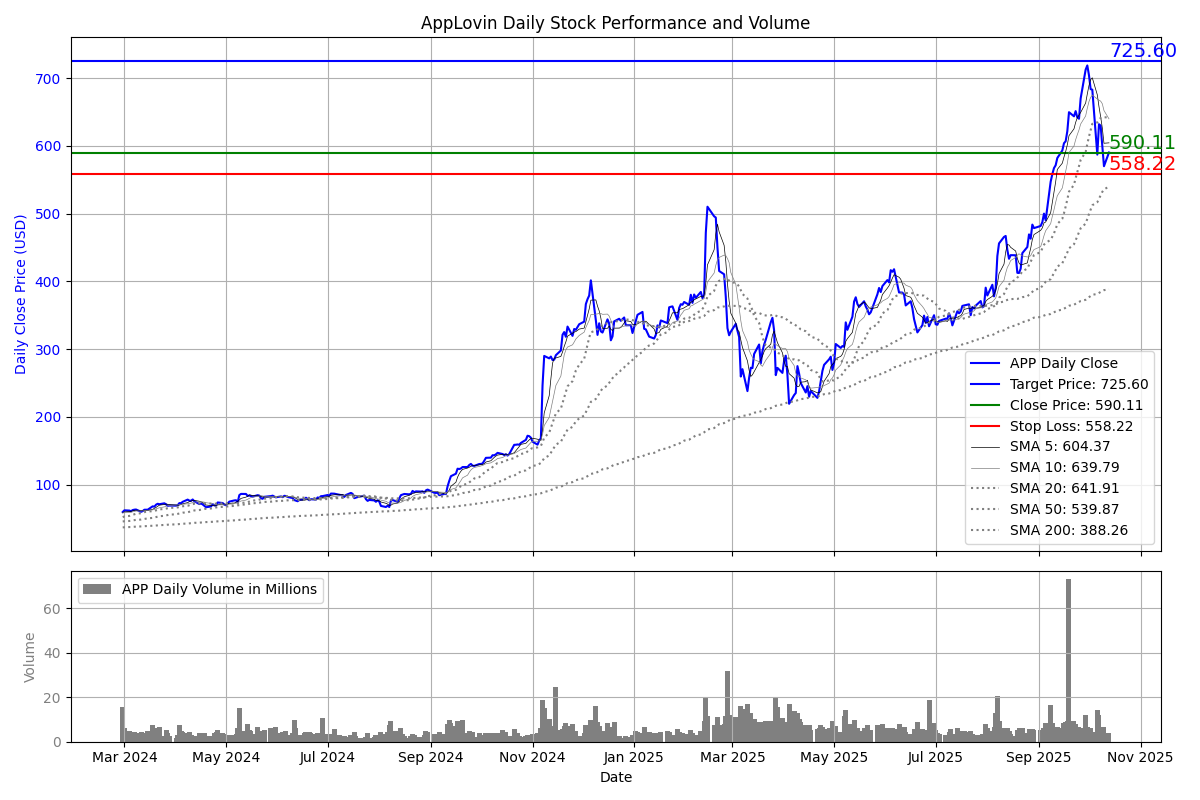 AppLovin Daily Stock Performance and Volume
725.60
700
600
590.11
558.22
500
400
300
200
100
Daily Close Price (USD)
APP Daily Close
Target Price: 725.60
Close Price: 590.11
Stop Loss: 558.22
SMA 5: 604.37
SMA 10: 639.79
SMA 20: 641.91
SMA 50: 539.87
SMA 200: 388.26
APP Daily Volume in Millions
60
40
20
0
Volume
Mar 2024
May 2024
Jul 2024
Sep 2024
Nov 2024
Jan 2025
Mar 2025
May 2025
Jul 2025
Sep 2025
Nov 2025
Date